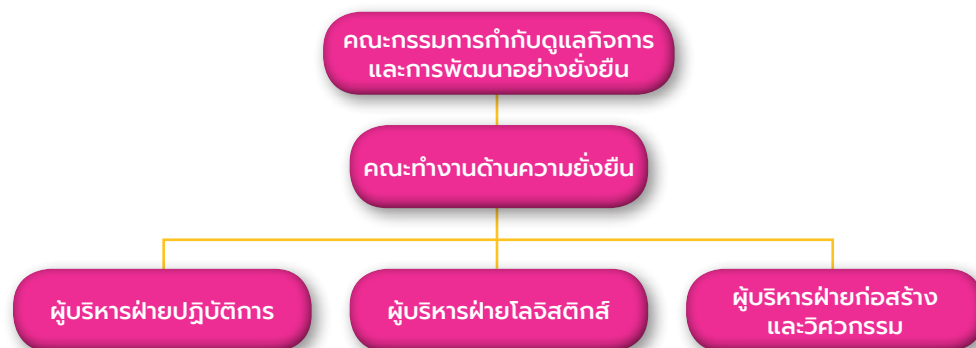 คณะกรรมการกำกับดูแลกิจการ
และการพัฒนาอย่างยั่งยืน
คณะทำงานด้านความยั่งยืน
ผู้บริหารฝ่ายปฏิบัติการ
ผู้บริหารฝ่ายโลจิสติกส์
ผู้บริหารฝ่ายก่อสร้าง
และวิศวกรรม